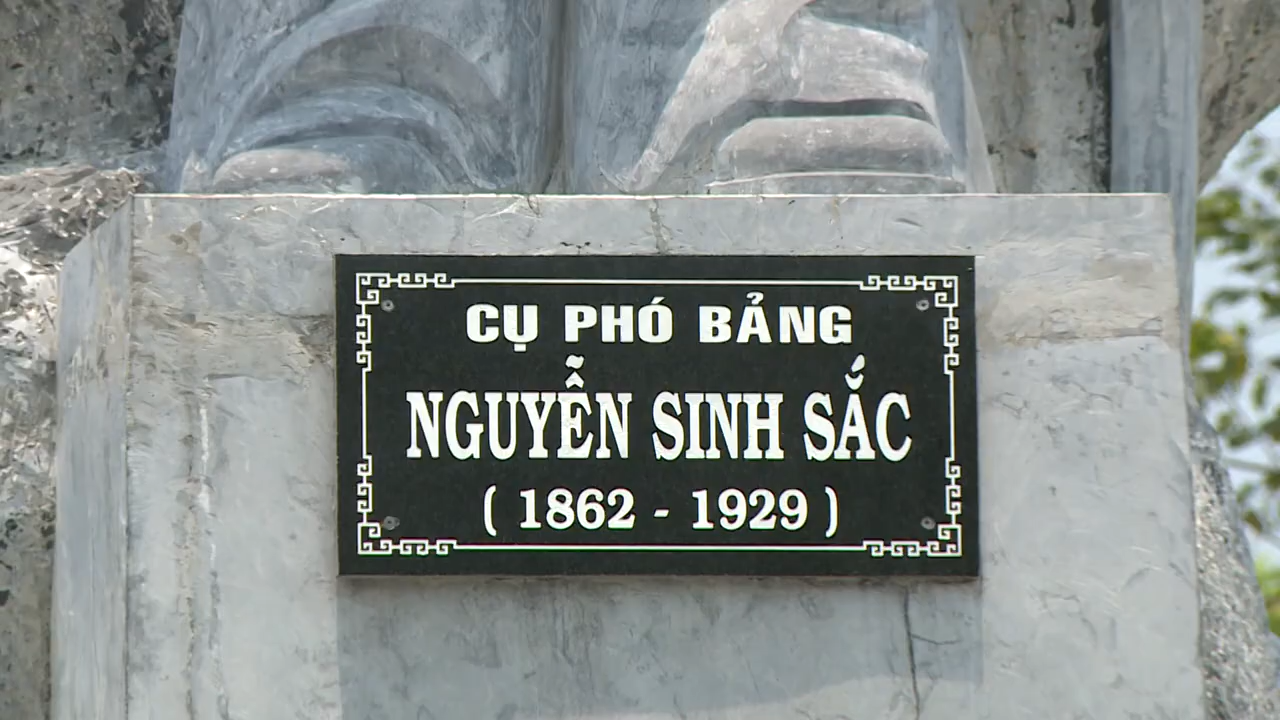 CỤ PHÓ BẢNG
NGUYỄN SINH SẮC
( 1862 - 1929 )